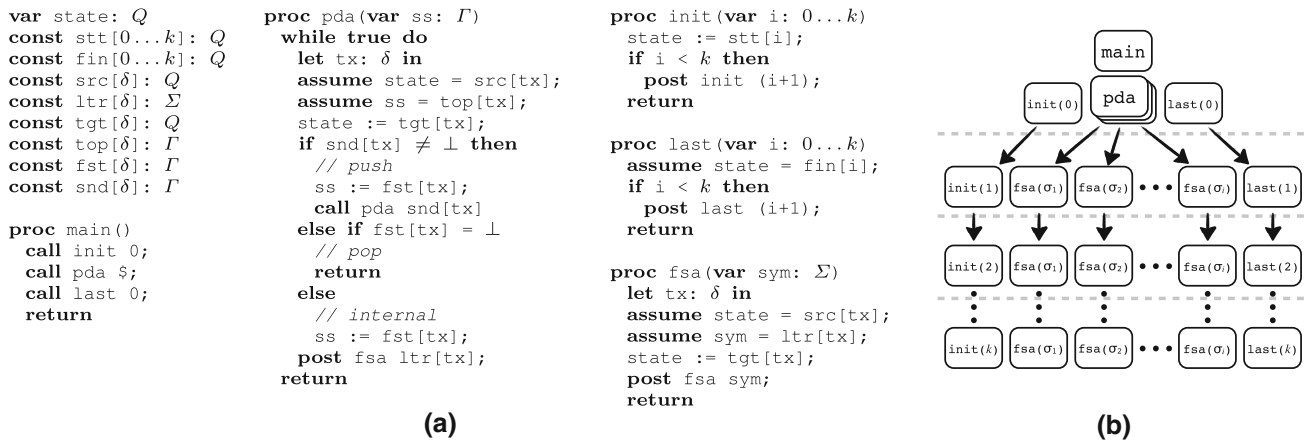 var state: Q
const stt[0...k]: Q
const fin[0...k]: Q
const src[δ]: Q
const ltr[δ]: Σ
const tgt[δ]: Q
const top[δ]: Γ
const fst[δ]: Γ
const snd[δ]: Γ
proc main()
call init 0;
call pda $;
call last 0;
return
proc pda(var ss: Γ)
while true do
let tx: δ in
assume state = src[tx];
assume ss = top[tx];
state := tgt[tx];
if snd[tx] ≠ ⊥ then
// push
ss := fst[tx];
call pda snd[tx]
else if fst[tx] = ⊥
// pop
return
else
// internal
ss := fst[tx];
post fsa ltr[tx];
return
(a)
proc init(var i: 0...k)
state := stt[i];
if i < k then
post init (i+1);
return
proc last(var i: 0...k)
assume state = fin[i];
if i < k then
post last (i+1);
return
proc fsa(var sym: Σ)
let tx: δ in
assume state = src[tx];
assume sym = ltr[tx];
state := tgt[tx];
post fsa sym;
return
main
init(0) pda last(0)
init(1) fsa(σ₁) fsa(σ₂) ••• fsa(σᵢ) last(1)
init(2) fsa(σ₁) fsa(σ₂) ••• fsa(σᵢ) last(2)
init(k) fsa(σ₁) fsa(σ₂) ••• fsa(σᵢ) last(k)
(b)